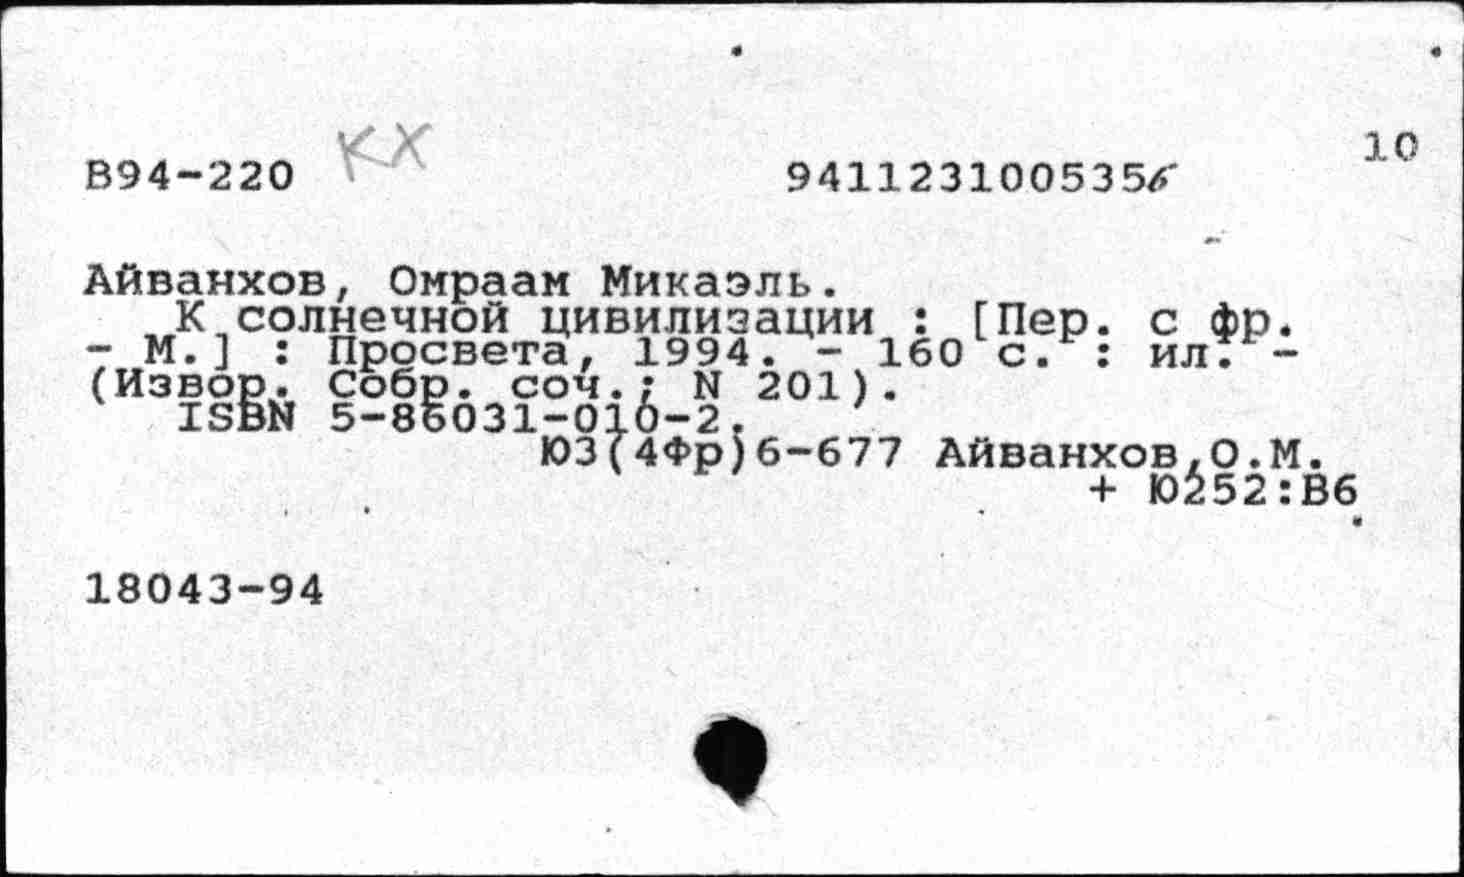 КХ
10
В94-220 9411231005356
Айванхов, Омраам Микаэль.
К солнечной цивилизации : [Пер. с фр.
- М.] : Просвета, 1994. - 160 с. : ил. -
(Извор. Собр. соч.; N 201).
ISBN 5-86031-010-2.
Ю3(4Фр)6-677 Айванхов,О.М.
+ Ю252:В6
18043-94